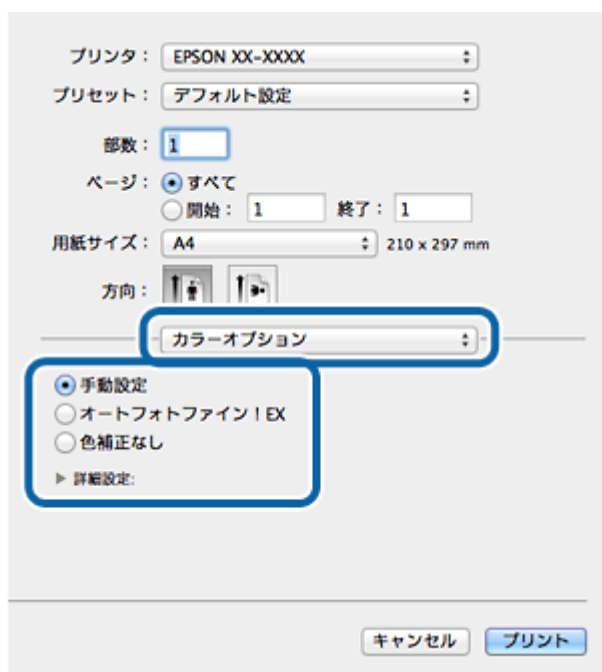 プリンタ： EPSON XX-XXXX
プリセット： デフォルト設定
部数： 1
ページ： すべて
開始： 1 終了： 1
用紙サイズ： A4 210 x 297 mm
方向：
カラーオプション
手動設定
オートフォトファイン！EX
色補正なし
詳細設定:
キャンセル プリント